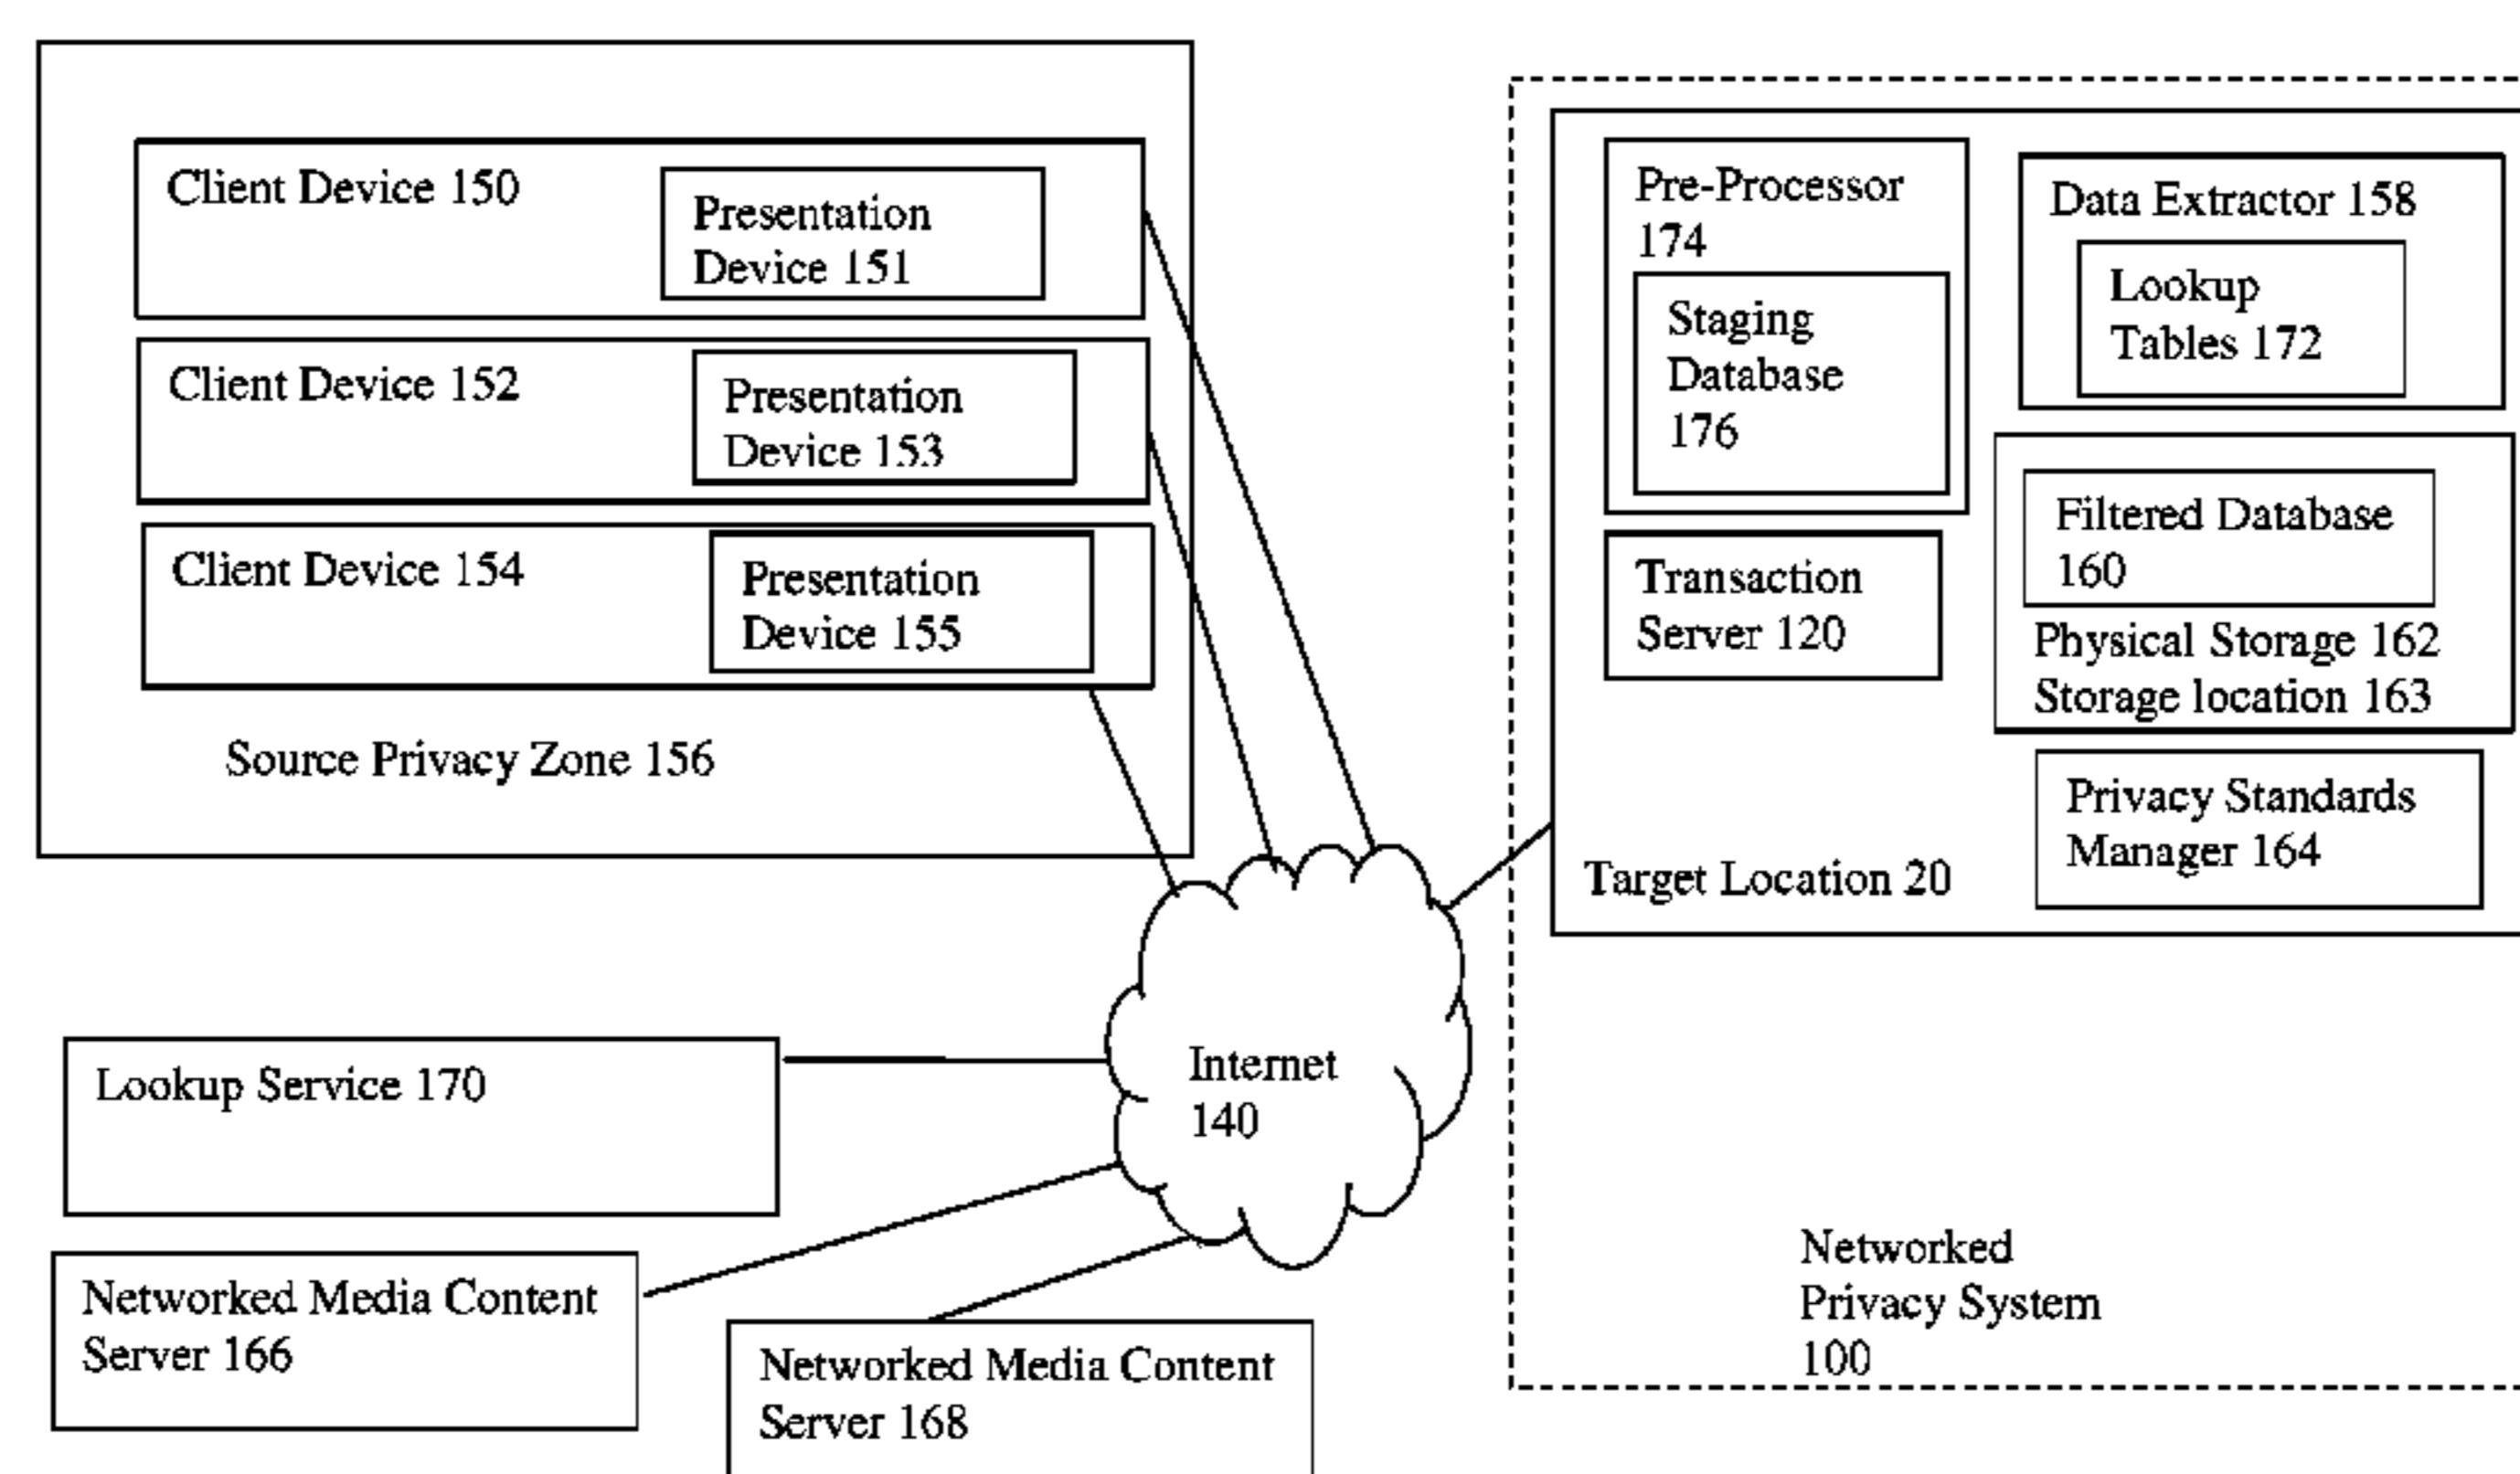 Client Device 150
Presentation
Device 151
Client Device 152
Presentation
Device 153
Client Device 154
Presentation
Device 155
Source Privacy Zone 156
Pre-Processor
174
Staging
Database
176
Data Extractor 158
Lookup
Tables 172
Filtered Database
160
Physical Storage 162
Storage location 163
Transaction
Server 120
Privacy Standards
Manager 164
Target Location 20
Internet
140
Lookup Service 170
Networked Media Content
Server 166
Networked Media Content
Server 168
Networked
Privacy System
100